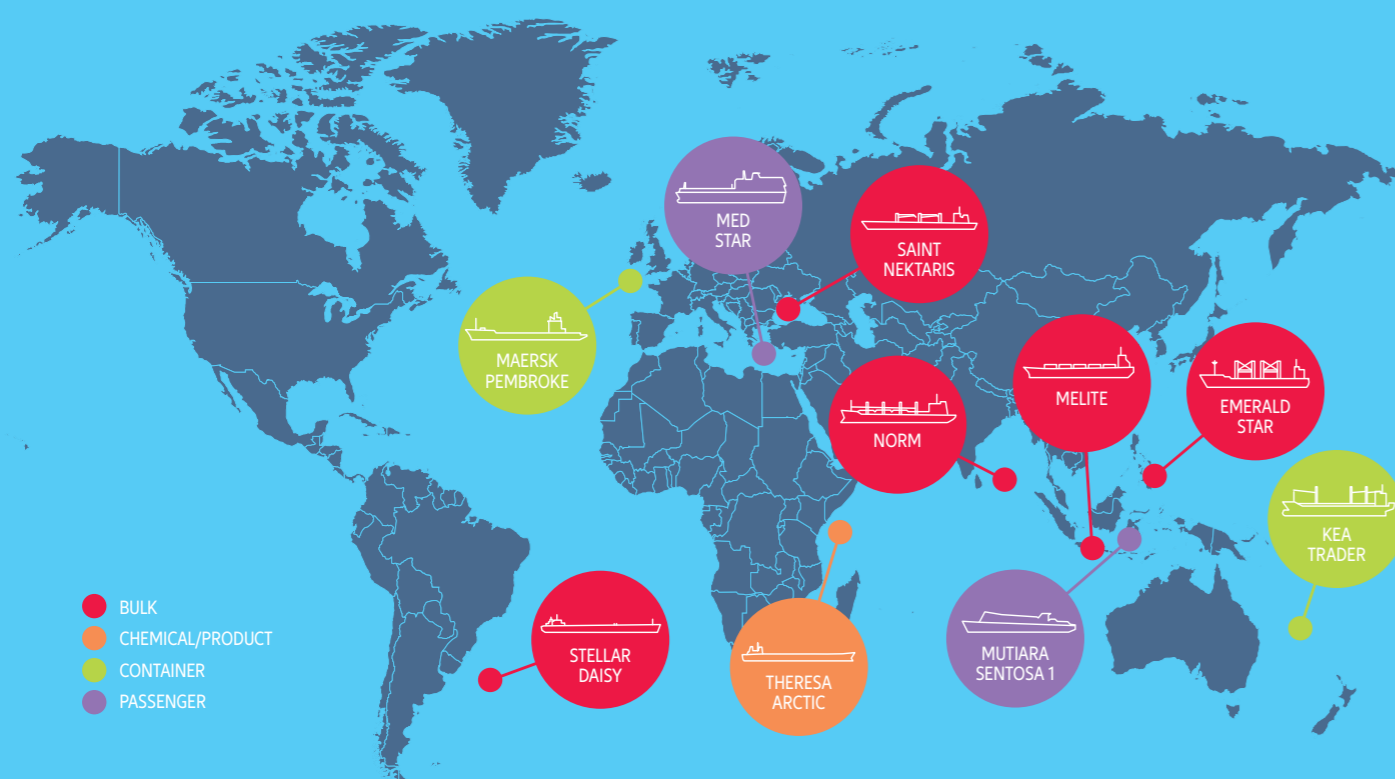 MED
STAR
SAINT
NEKTARIS
MAERSK
PEMBROKE
MELITE
EMERALD
STAR
NORM
KEA
TRADER
STELLAR
DAISY
THERESA
ARCTIC
MUTIARA
SENTOSA 1
BULK
CHEMICAL/PRODUCT
CONTAINER
PASSENGER